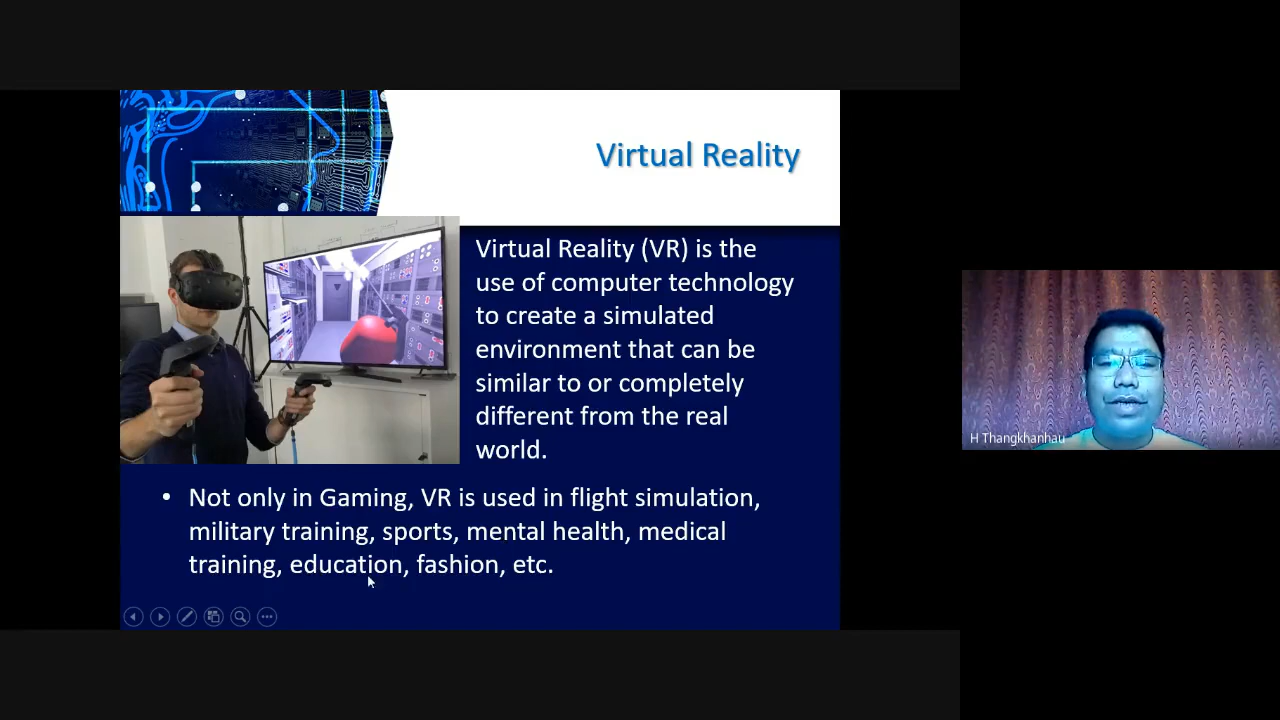 Virtual Reality
Virtual Reality (VR) is the
use of computer technology
to create a simulated
environment that can be
similar to or completely
different from the real
world.
• Not only in Gaming, VR is used in flight simulation,
military training, sports, mental health, medical
training, education, fashion, etc.
H Thangkhanhau